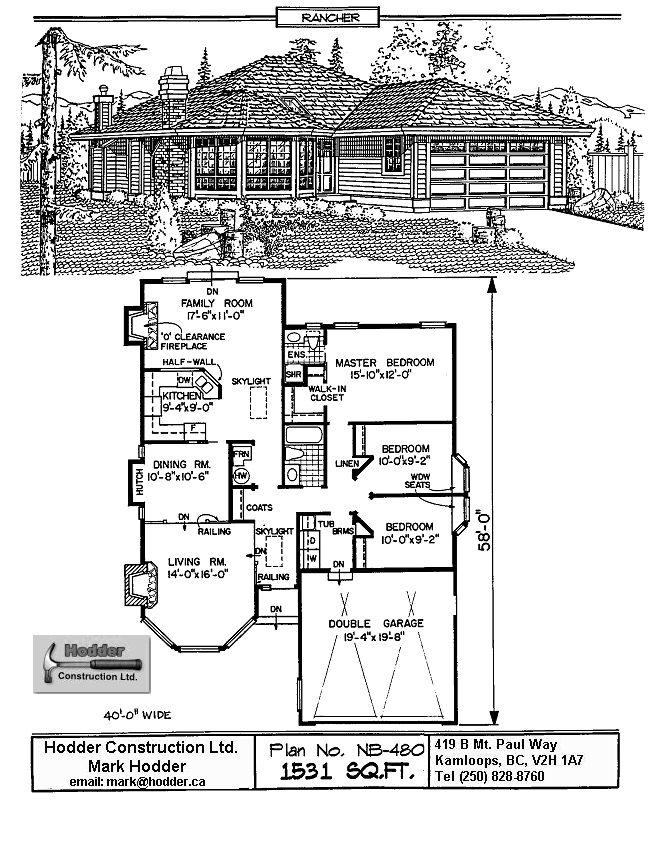 RANCHER
DN
FAMILY ROOM
17'-6"x11'-0"
'0' CLEARANCE
FIREPLACE
HALF-WALL
DW
KITCHEN
9'-4"x9'-0"
F
SKYLIGHT
ENS.
SHR
WALK-IN
CLOSET
MASTER BEDROOM
15'-10"x12'-0"
HUTCH
DINING RM.
10'-8"x10'-6"
FRN
HW
LINEN
BEDROOM
10'-0"x9'-2"
WDW
SEATS
COATS
DN
RAILING
SKYLIGHT
TUB
BRMS
D
W
BEDROOM
10'-0"x9'-2"
58'-0"
LIVING RM.
14'-0"x16'-0"
DN
RAILING
DN
DN
DOUBLE GARAGE
19'-4"x19'-8"
Hodder
Construction Ltd.
40'-0" WIDE
Hodder Construction Ltd.
Mark Hodder
email: mark@hodder.ca
Plan No. NB-480
1531 SQ.FT.
419 B Mt. Paul Way
Kamloops, BC, V2H 1A7
Tel (250) 828-8760